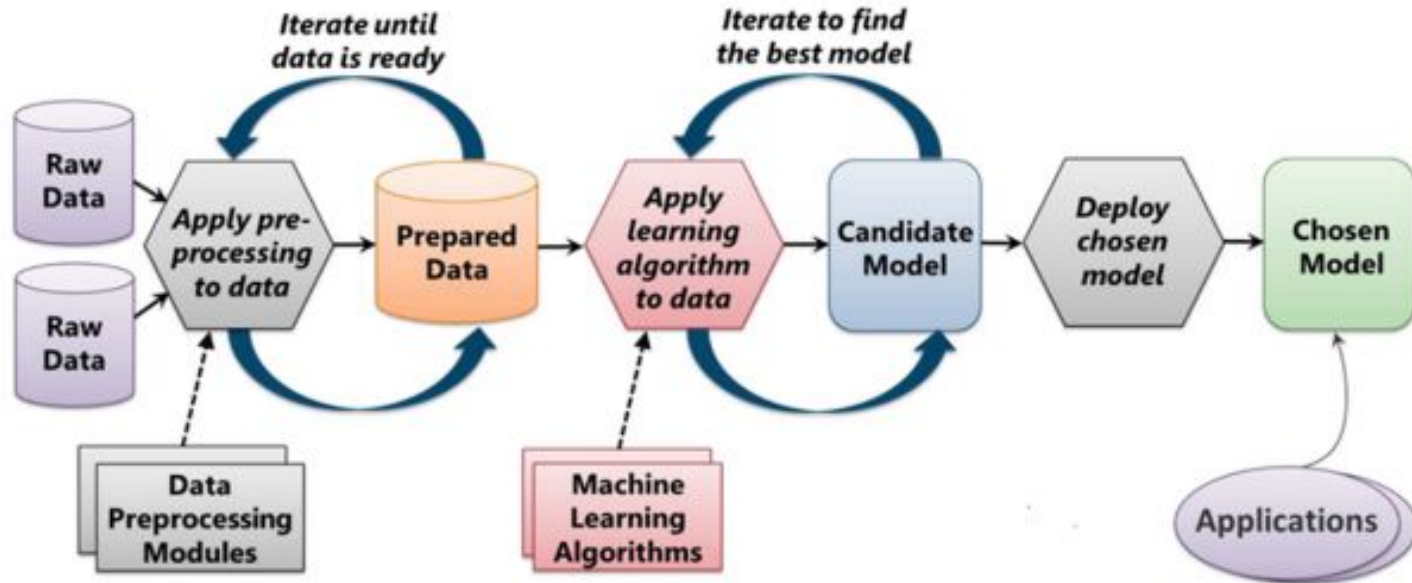 Iterate until
data is ready
Iterate to find
the best model
Raw
Data
Raw
Data
Apply pre-
processing
to data
Prepared
Data
Apply
learning
algorithm
to data
Candidate
Model
Deploy
chosen
model
Chosen
Model
Data
Preprocessing
Modules
Machine
Learning
Algorithms
Applications